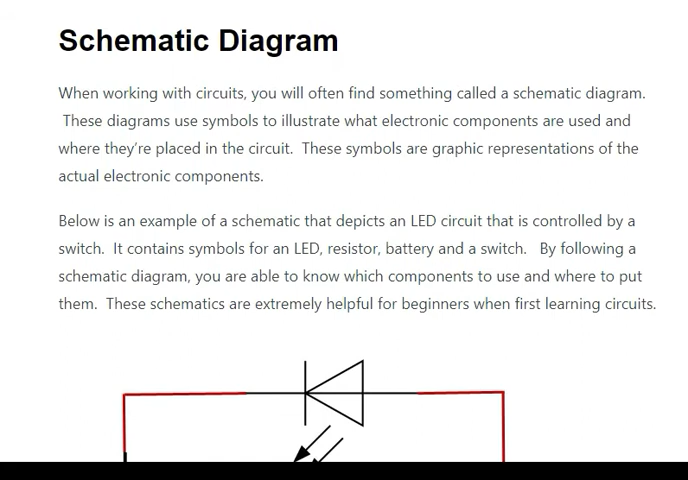 Schematic Diagram
When working with circuits, you will often find something called a schematic diagram.
These diagrams use symbols to illustrate what electronic components are used and
where they're placed in the circuit.  These symbols are graphic representations of the
actual electronic components.
Below is an example of a schematic that depicts an LED circuit that is controlled by a
switch.  It contains symbols for an LED, resistor, battery and a switch.   By following a
schematic diagram, you are able to know which components to use and where to put
them.  These schematics are extremely helpful for beginners when first learning circuits.